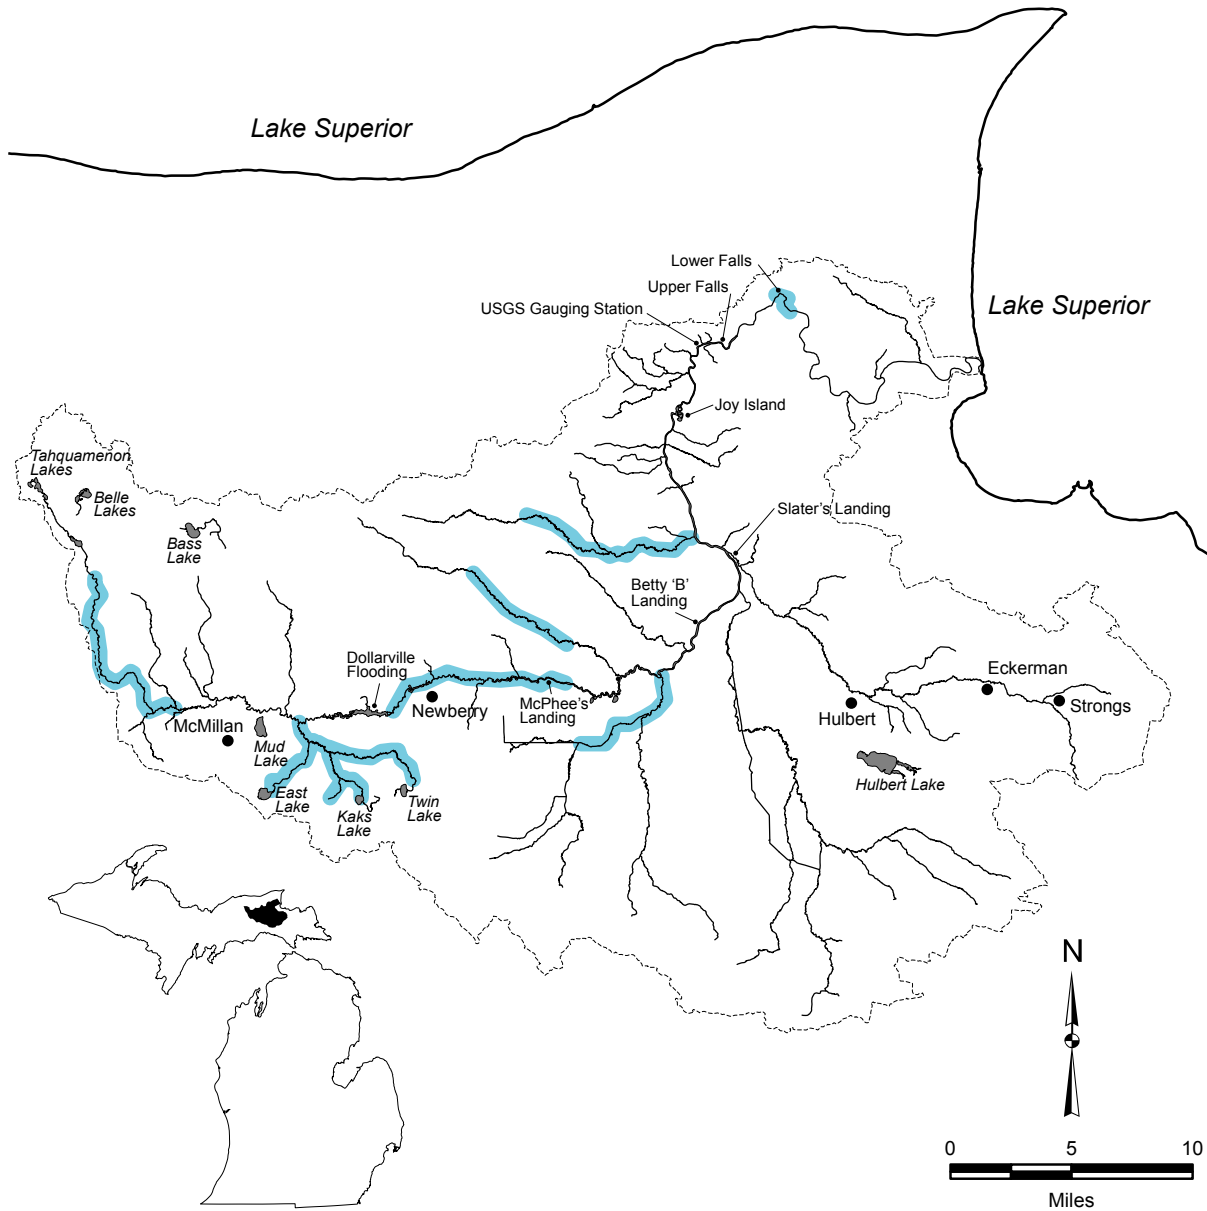 Lake Superior
Lower Falls
Upper Falls
USGS Gauging Station
Lake Superior
Joy Island
Tahquamenon
Lakes
Belle
Lakes
Bass
Lake
Slater's Landing
Betty 'B'
Landing
Dollarville
Flooding
Newberry
McPhee's
Landing
Eckerman
Strongs
Hulbert
Hulbert Lake
McMillan
Mud
Lake
East
Lake
Kaks
Lake
Twin
Lake
N
0 5 10
Miles